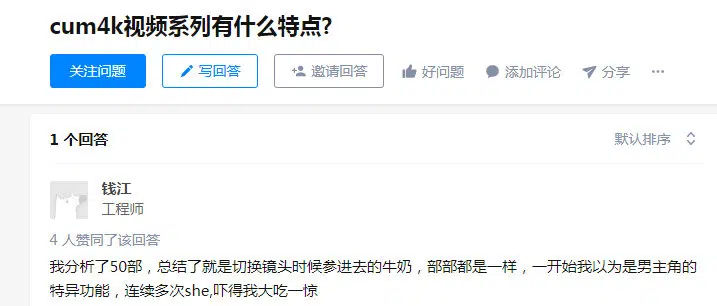 cum4k视频系列有什么特点?
关注问题 写回答 邀请回答 好问题 添加评论 分享 ···
1 个回答 默认排序
钱江
工程师
4 人赞同了该回答
我分析了50部，总结了就是切换镜头时候参进去的牛奶，部部都是一样，一开始我以为是男主角的
特异功能，连续多次she,吓得我大吃一惊